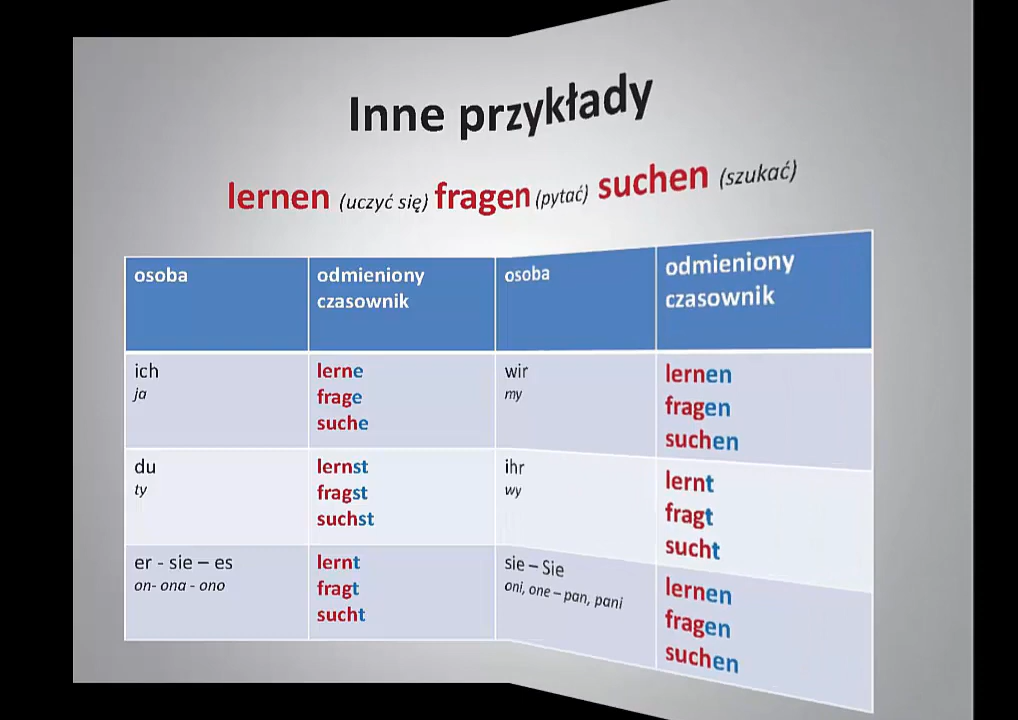 Inne przykłady
lernen (uczyć się) fragen (pytać) suchen (szukać)
osoba
odmieniony
czasownik
osoba
odmieniony
czasownik
ich
ja
lerne
frage
suche
wir
my
lernen
fragen
suchen
du
ty
lernst
fragst
suchst
ihr
wy
lernt
fragt
sucht
er - sie – es
on- ona - ono
lernt
fragt
sucht
sie – Sie
oni, one – pan, pani
lernen
fragen
suchen